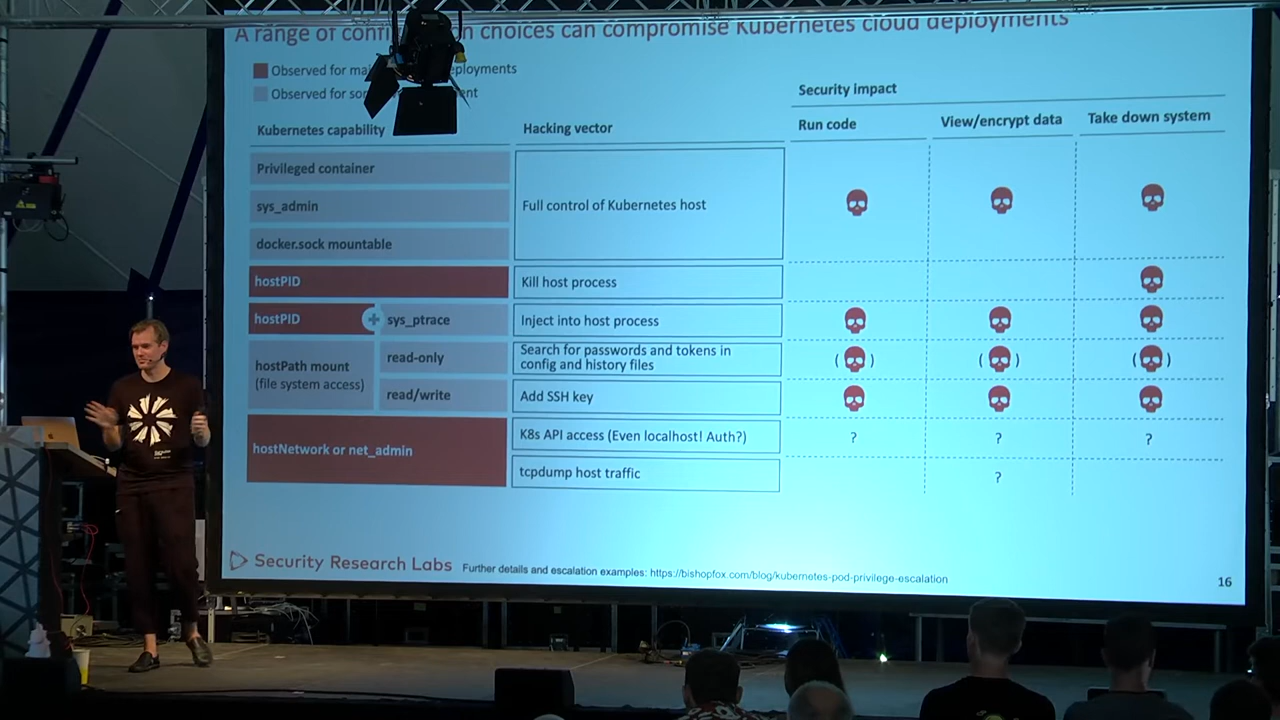 A range of conf n choices can compromise Kubernetes cloud deployments
Observed for ma eployments
Observed for so ent
Security impact
Kubernetes capability
Hacking vector
Run code
View/encrypt data
Take down system
Privileged container
sys_admin
docker.sock mountable
Full control of Kubernetes host
hostPID
Kill host process
hostPID + sys_ptrace
Inject into host process
hostPath mount
(file system access)
read-only
Search for passwords and tokens in
config and history files
( ) ( ) ( )
read/write
Add SSH key
hostNetwork or net_admin
K8s API access (Even localhost! Auth?)
? ? ?
tcpdump host traffic
?
Security Research Labs
Further details and escalation examples: https://bishopfox.com/blog/kubernetes-pod-privilege-escalation
16